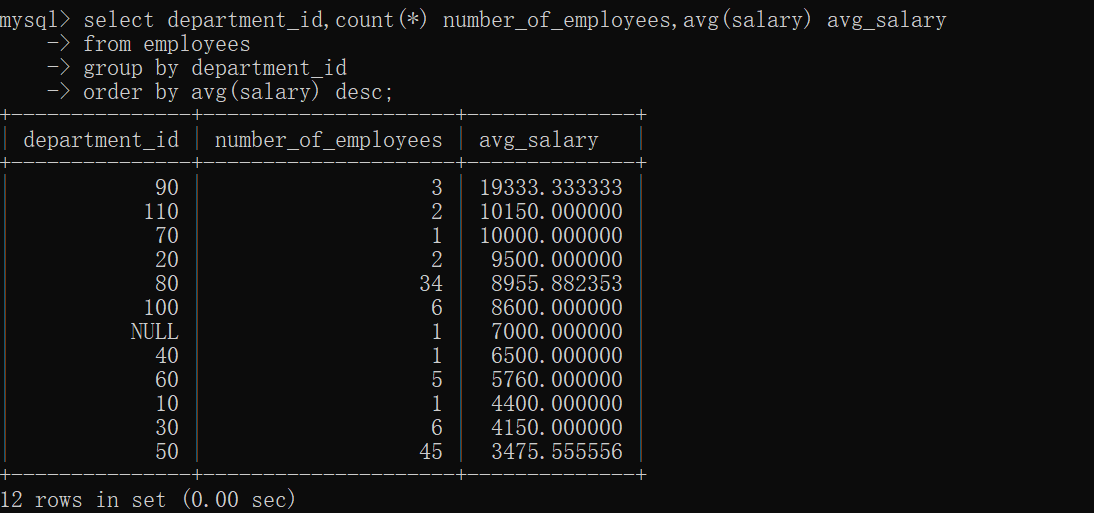 mysql> select department_id,count(*) number_of_employees,avg(salary) avg_salary
    -> from employees
    -> group by department_id
    -> order by avg(salary) desc;
+---------------+---------------------+--------------+
| department_id | number_of_employees | avg_salary   |
+---------------+---------------------+--------------+
|            90 |                   3 | 19333.333333 |
|           110 |                   2 | 10150.000000 |
|            70 |                   1 | 10000.000000 |
|            20 |                   2 |  9500.000000 |
|            80 |                  34 |  8955.882353 |
|           100 |                   6 |  8600.000000 |
|          NULL |                   1 |  7000.000000 |
|            40 |                   1 |  6500.000000 |
|            60 |                   5 |  5760.000000 |
|            10 |                   1 |  4400.000000 |
|            30 |                   6 |  4150.000000 |
|            50 |                  45 |  3475.555556 |
+---------------+---------------------+--------------+
12 rows in set (0.00 sec)